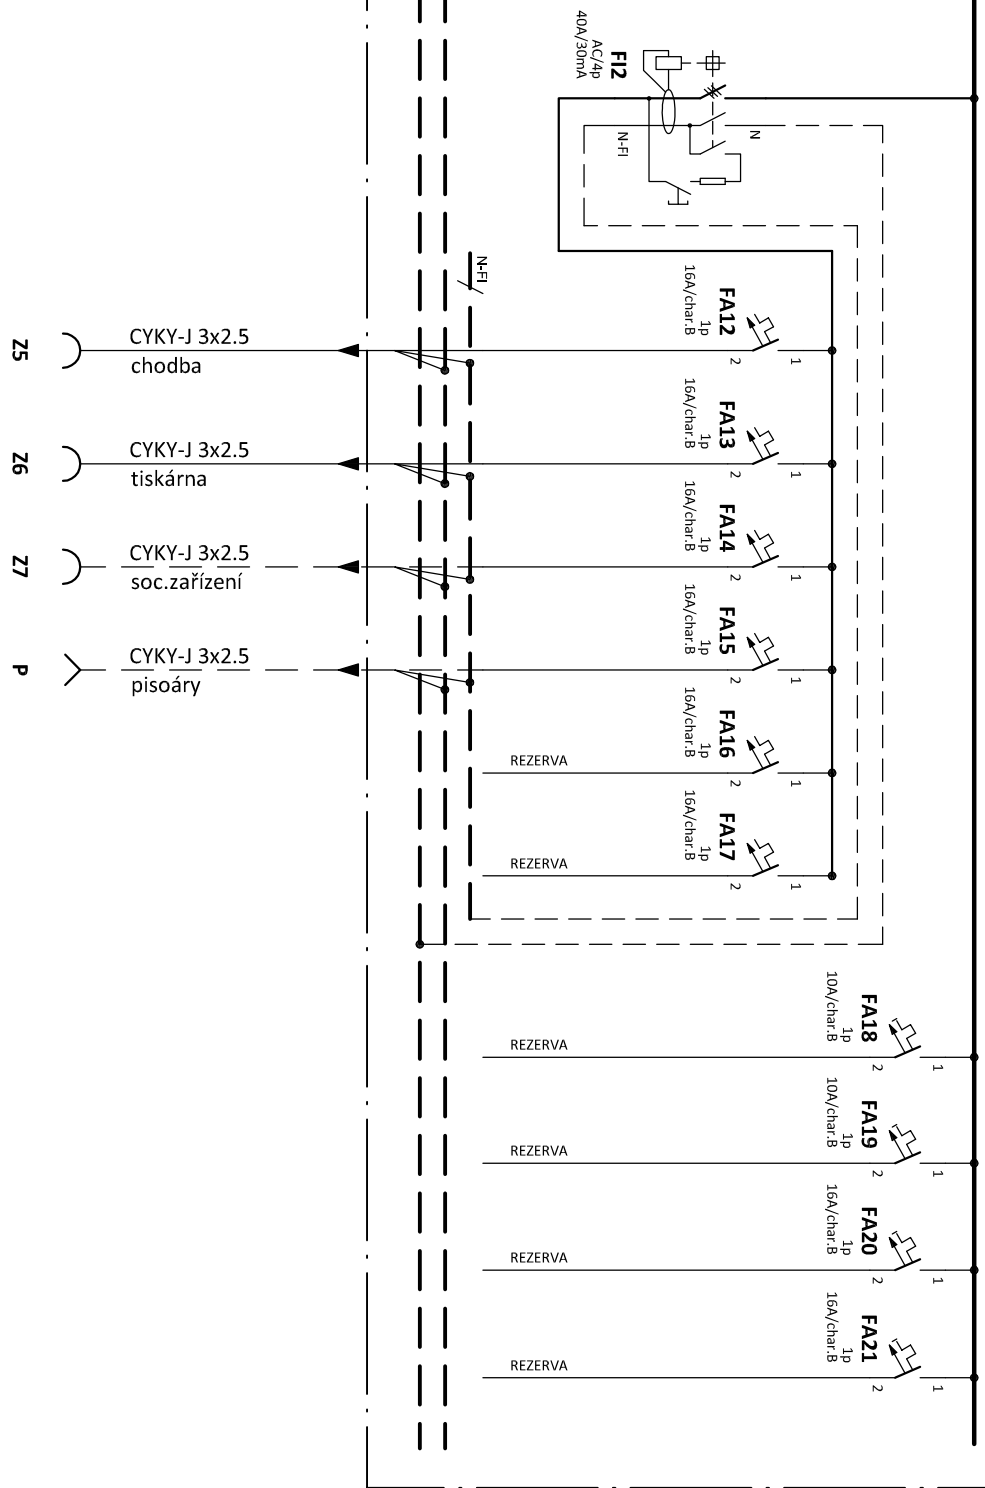 FI2
AC/4p
40A/30mA
N
N-FI
N-FI
FA12
1p
16A/char.B
1
2
CYKY-J 3x2.5
chodba
Z5
FA13
1p
16A/char.B
1
2
CYKY-J 3x2.5
tiskárna
Z6
FA14
1p
16A/char.B
1
2
CYKY-J 3x2.5
soc.zařízení
Z7
FA15
1p
16A/char.B
1
2
CYKY-J 3x2.5
pisoáry
P
FA16
1p
16A/char.B
1
2
REZERVA
FA17
1p
16A/char.B
1
2
REZERVA
FA18
1p
10A/char.B
1
2
REZERVA
FA19
1p
10A/char.B
1
2
REZERVA
FA20
1p
16A/char.B
1
2
REZERVA
FA21
1p
16A/char.B
1
2
REZERVA